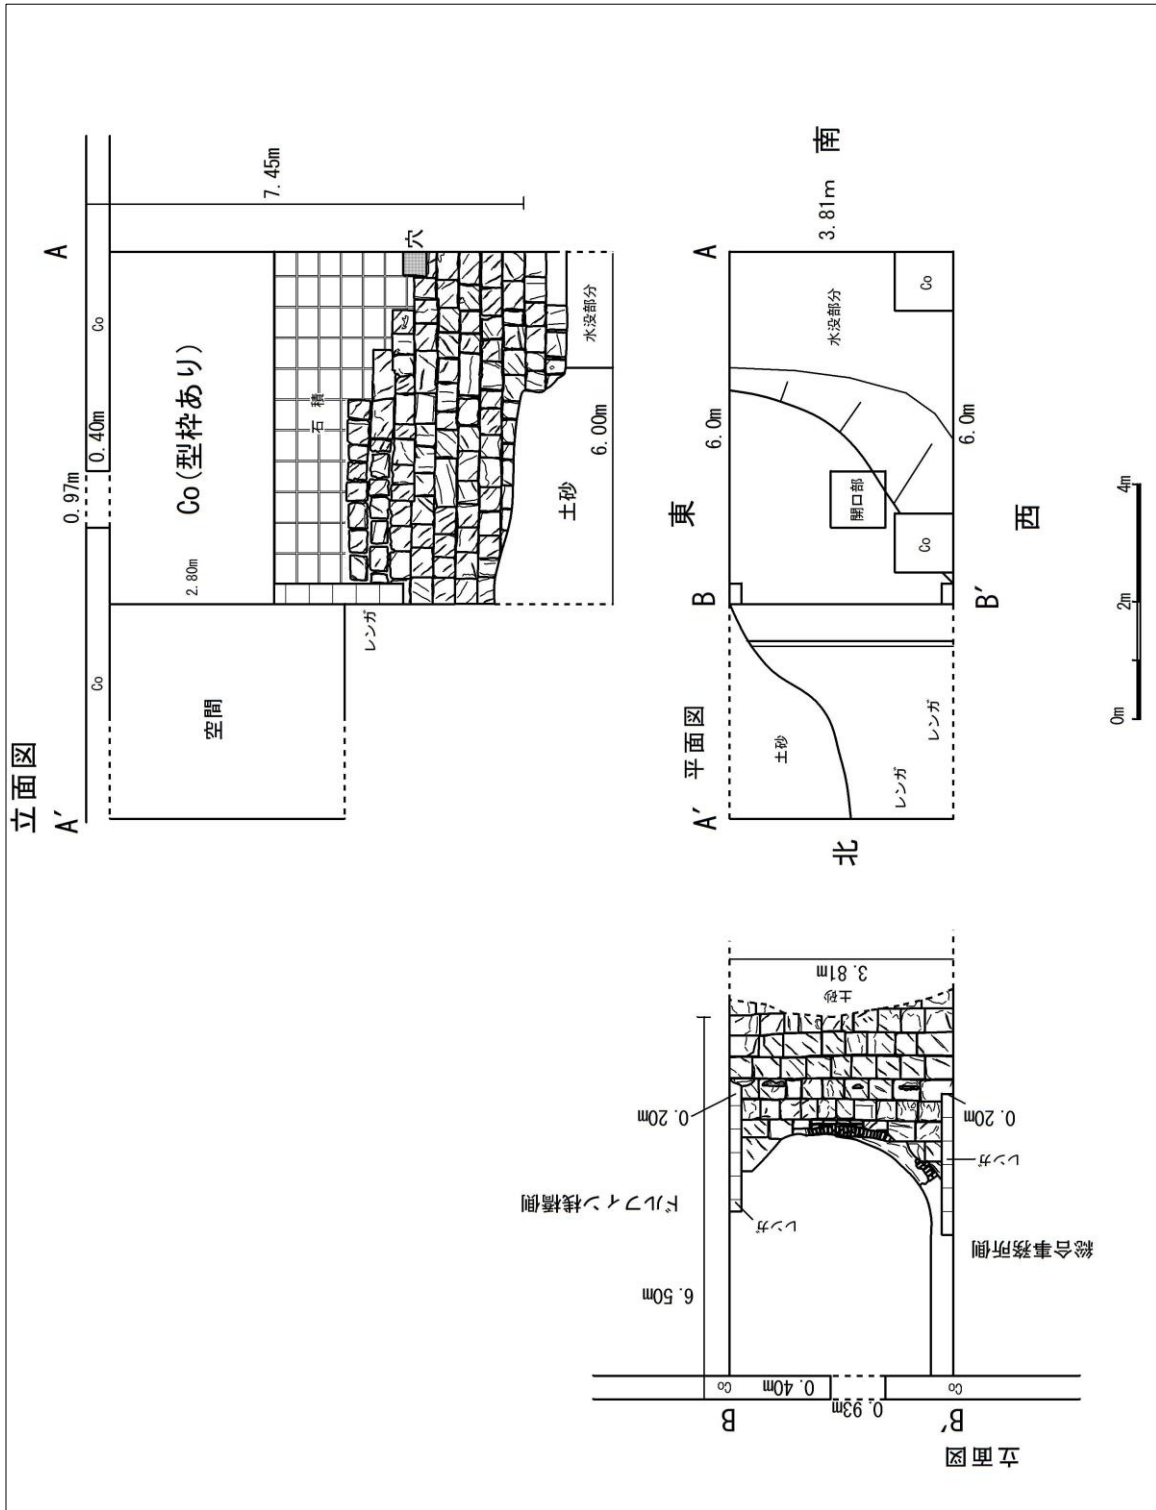 立面図
A′
A
Co
0.97m
0.40m
Co
7.45m
Co(型枠あり)
2.80m
空間
レンガ
石積
穴
土砂
水没部分
6.00m
平面図
A′
B
A
東
6.0m
3.81m
南
北
土砂
レンガ
レンガ
開口部
Co
水没部分
Co
B′
6.0m
西
0m
2m
4m
立面図
B
B′
Co
0.40m
0.93m
Co
6.50m
ドルフィン桟橋側
レンガ
0.20m
総合事務所側
レンガ
0.20m
土砂
3.81m